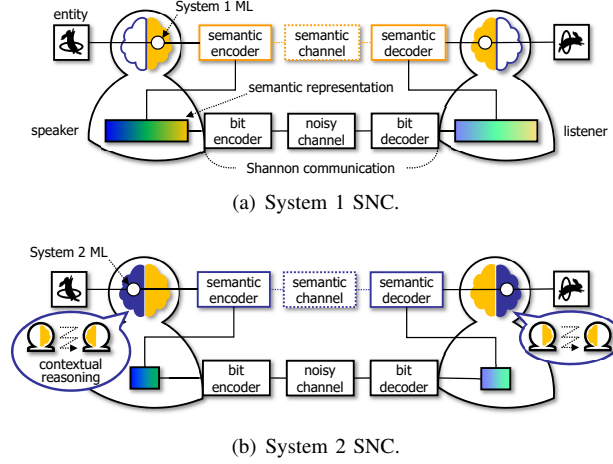 entity
System 1 ML
semantic
encoder
semantic
channel
semantic
decoder
semantic representation
speaker
listener
bit
encoder
noisy
channel
bit
decoder
Shannon communication
(a) System 1 SNC.
System 2 ML
semantic
encoder
semantic
channel
semantic
decoder
contextual
reasoning
bit
encoder
noisy
channel
bit
decoder
(b) System 2 SNC.